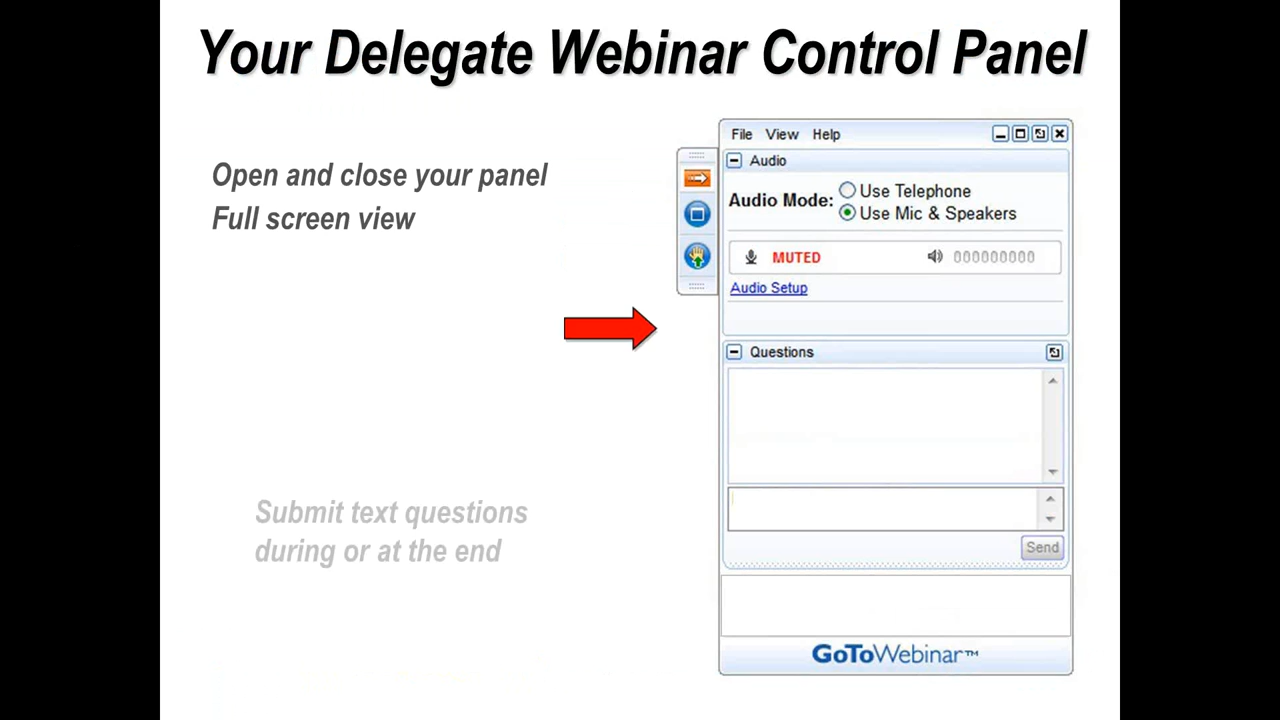 Your Delegate Webinar Control Panel
Open and close your panel
Full screen view
Submit text questions
during or at the end
File View Help
Audio
Audio Mode: Use Telephone
Use Mic & Speakers
MUTED 000000000
Audio Setup
Questions
Send
GoToWebinar™